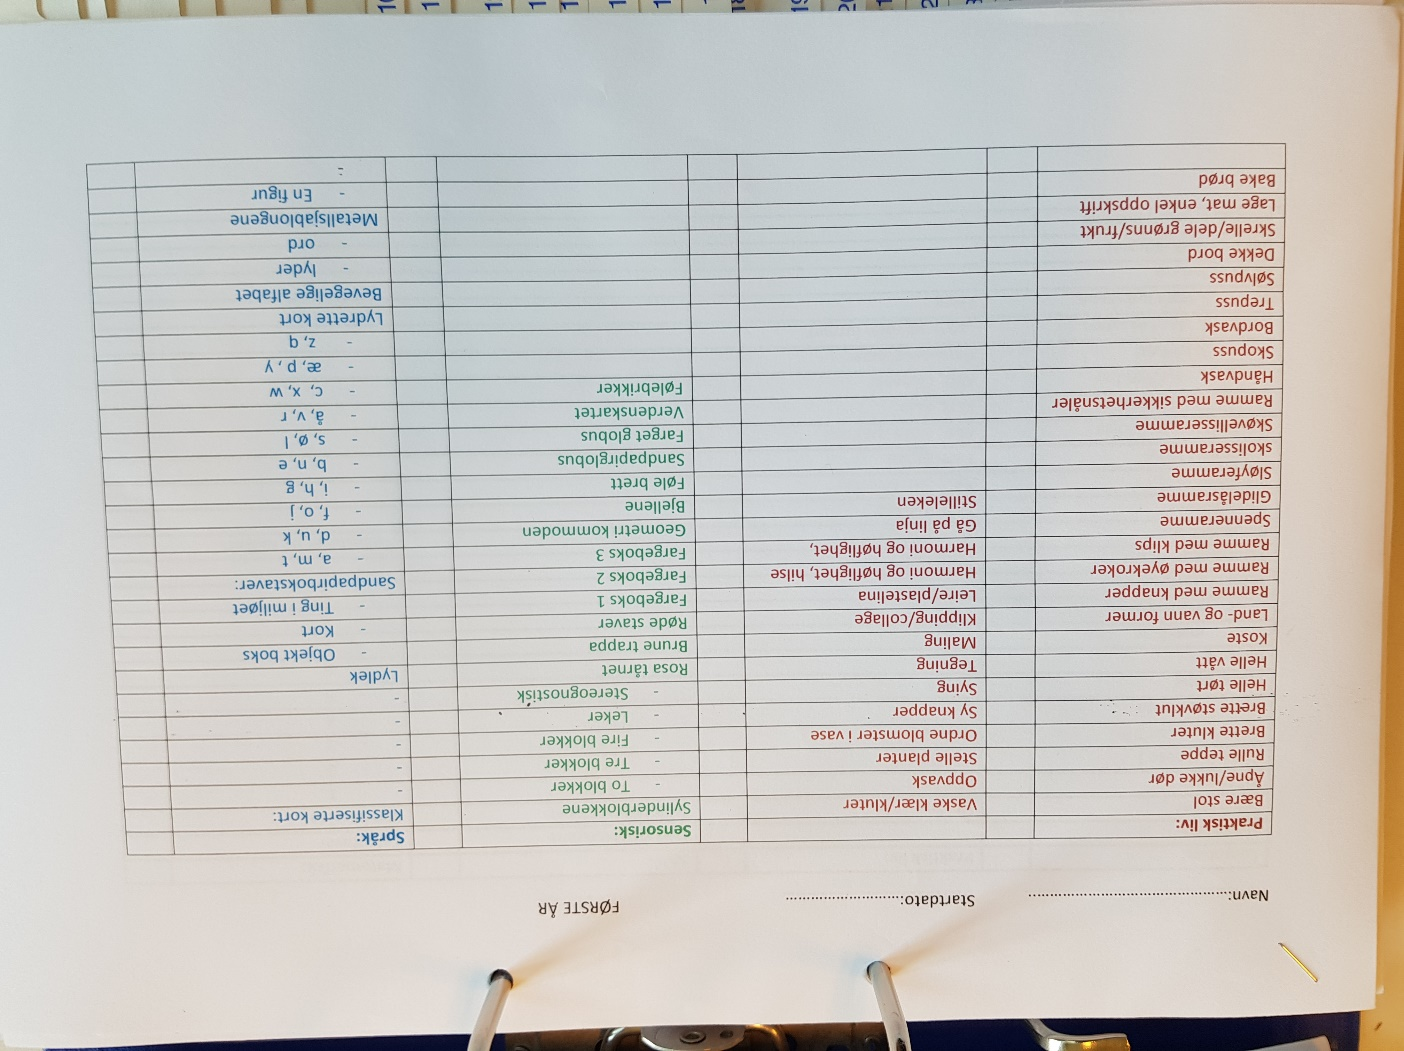 Navn:....................................................
Startdato:............................
FØRSTE ÅR
Praktisk liv:
Bære stol
Åpne/lukke dør
Rulle teppe
Brette kluter
Brette støvklut
Helle tørt
Helle vått
Koste
Land- og vann former
Ramme med knapper
Ramme med øyekroker
Ramme med klips
Spenneramme
Glidelåsramme
Sløyferamme
skolisseramme
Skøvellisseramme
Ramme med sikkerhetsnåler
Håndvask
Skopuss
Bordvask
Trepuss
Sølvpuss
Dekke bord
Skrelle/dele grønns/frukt
Lage mat, enkel oppskrift
Bake brød
Vaske klær/kluter
Oppvask
Stelle planter
Ordne blomster i vase
Sy knapper
Sying
Tegning
Maling
Klipping/collage
Leire/plastelina
Harmoni og høflighet, hilse
Harmoni og høflighet,
Gå på linja
Stilleleken
Sensorisk:
Sylinderblokkene
- To blokker
- Tre blokker
- Fire blokker
- Leker
- Stereognostisk
Rosa tårnet
Brune trappa
Røde staver
Fargeboks 1
Fargeboks 2
Fargeboks 3
Geometri kommoden
Bjellene
Føle brett
Sandpapirglobus
Farget globus
Verdenskartet
Følebrikker
Språk:
Klassifiserte kort:
-
-
-
-
-
Lydlek
- Objekt boks
- Kort
- Ting i miljøet
Sandpapirbokstaver:
- a, m, t
- d, u, k
- f, o, j
- i, h, g
- b, n, e
- s, ø, l
- å, v, r
- c, x, w
- æ, p, y
- z, q
Lydrette kort
Bevegelige alfabet
- lyder
- ord
Metallsjablongene
- En figur
-